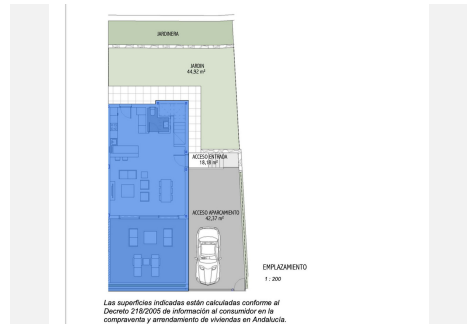 JARDINERA
JARDIN
44,92 m²
ACCESO ENTRADA
18,18 m²
ACCESO APARCAMIENTO
42,37 m²
EMPLAZAMIENTO
1 : 200
Las superficies indicadas están calculadas conforme al
Decreto 218/2005 de información al consumidor en la
compraventa y arrendamiento de viviendas en Andalucía.